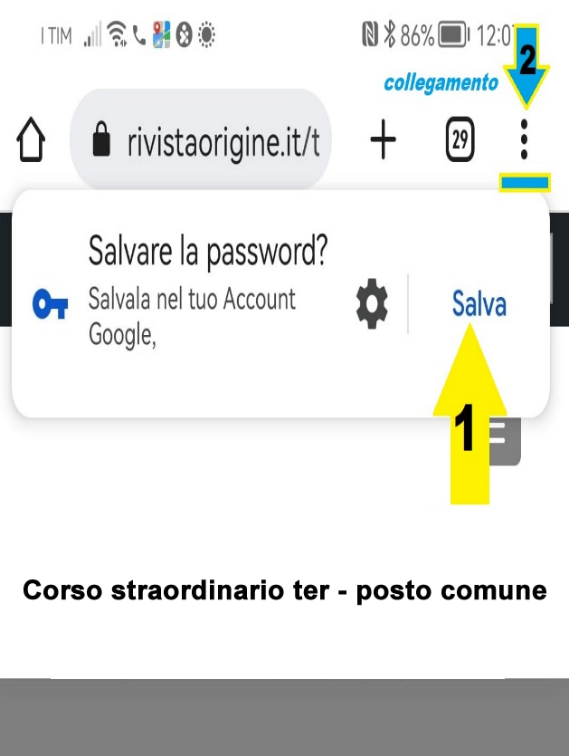 I TIM 86% 12:0
2
collegamento
rivistaorigine.it/t 29
Salvare la password?
Salvala nel tuo Account
Google,
Salva
1
Corso straordinario ter - posto comune